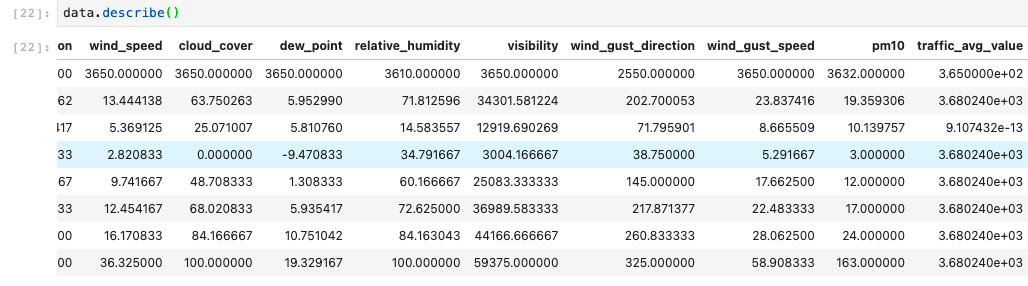 [22]: data.describe()
[22]: on wind_speed cloud_cover dew_point relative_humidity visibility wind_gust_direction wind_gust_speed pm10 traffic_avg_value
00 3650.000000 3650.000000 3650.000000 3610.000000 3650.000000 2550.000000 3650.000000 3632.000000 3.650000e+02
62 13.444138 63.750263 5.952990 71.812596 34301.581224 202.700053 23.837416 19.359306 3.680240e+03
417 5.369125 25.071007 5.810760 14.583557 12919.690269 71.795901 8.665509 10.139757 9.107432e-13
33 2.820833 0.000000 -9.470833 34.791667 3004.166667 38.750000 5.291667 3.000000 3.680240e+03
67 9.741667 48.708333 1.308333 60.166667 25083.333333 145.000000 17.662500 12.000000 3.680240e+03
33 12.454167 68.020833 5.935417 72.625000 36989.583333 217.871377 22.483333 17.000000 3.680240e+03
00 16.170833 84.166667 10.751042 84.163043 44166.666667 260.833333 28.062500 24.000000 3.680240e+03
00 36.325000 100.000000 19.329167 100.000000 59375.000000 325.000000 58.908333 163.000000 3.680240e+03